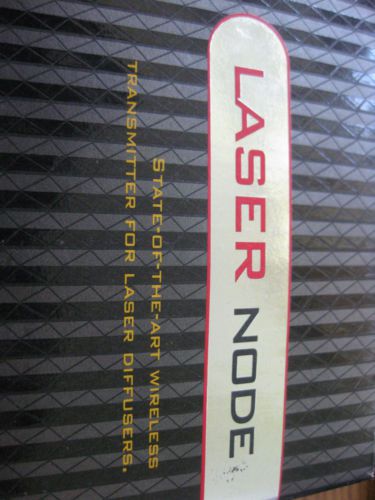 LASER NODE
STATE-OF-THE-ART WIRELESS
TRANSMITTER FOR LASER DIFFUSERS.